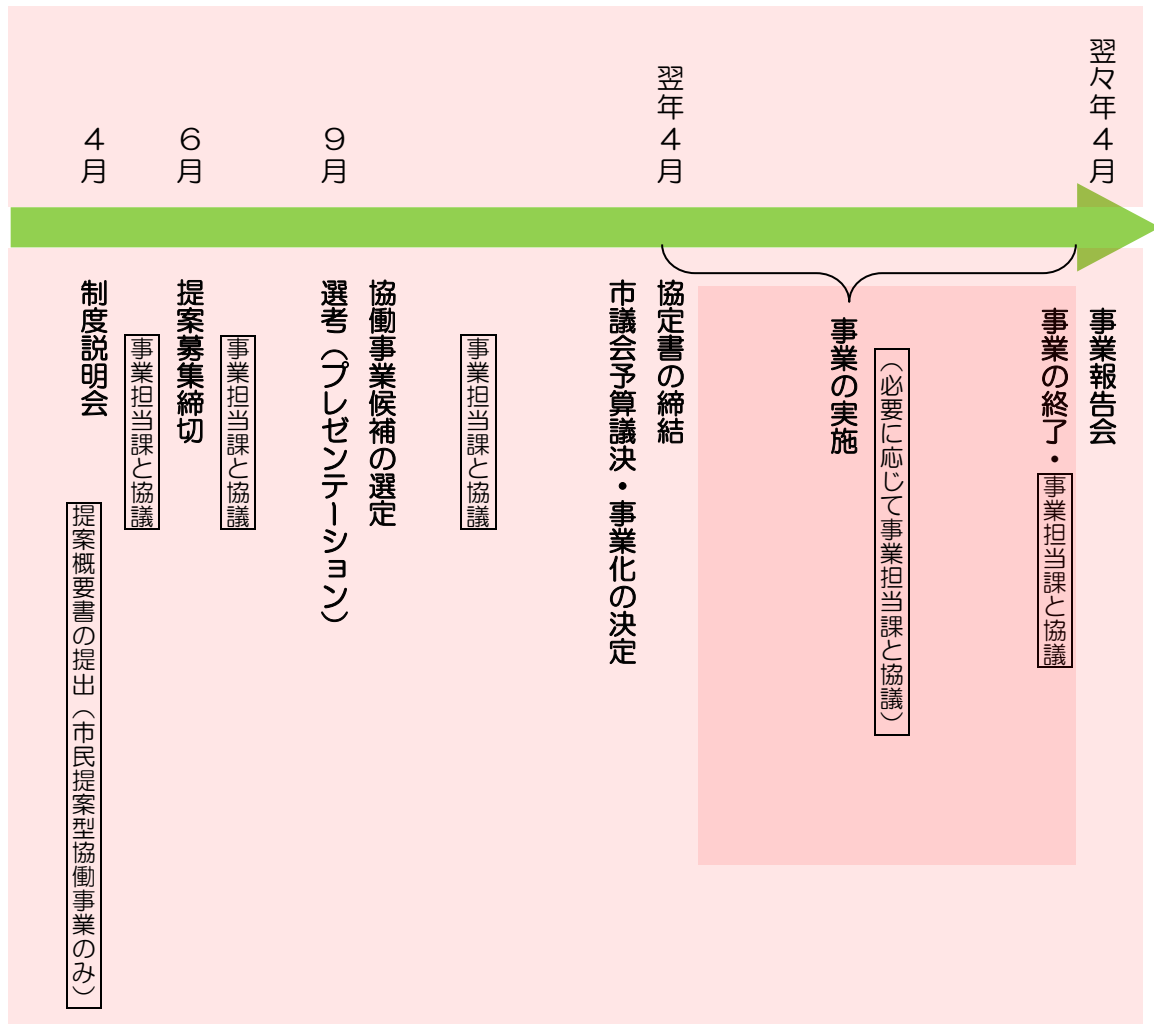 ４月
６月
９月
翌年４月
翌々年４月
制度説明会
提案概要書の提出（市民提案型協働事業のみ）
事業担当課と協議
提案募集締切
事業担当課と協議
選考（プレゼンテーション）
協働事業候補の選定
事業担当課と協議
市議会予算議決・事業化の決定
協定書の締結
事業の実施
（必要に応じて事業担当課と協議）
事業の終了・事業担当課と協議
事業報告会